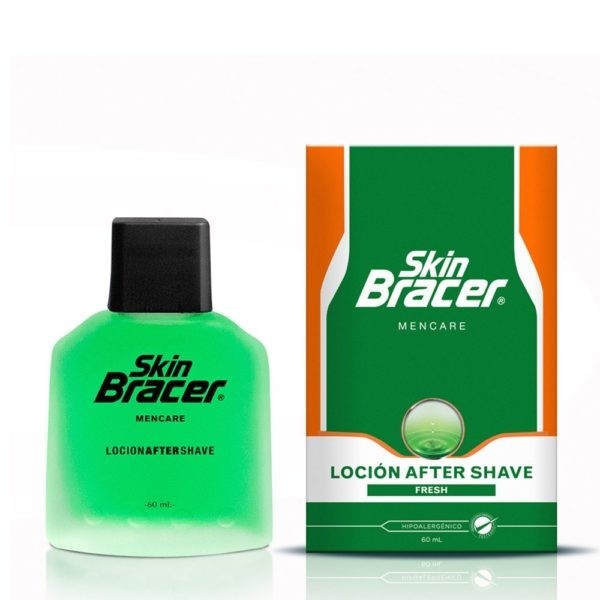 Skin
Bracer®
MENCARE
LOCIONAFTERSHAVE
-60 mL.-
Skin
Bracer®
MENCARE
LOCIÓN AFTER SHAVE
FRESH
HIPOALERGÉNICO
60 mL